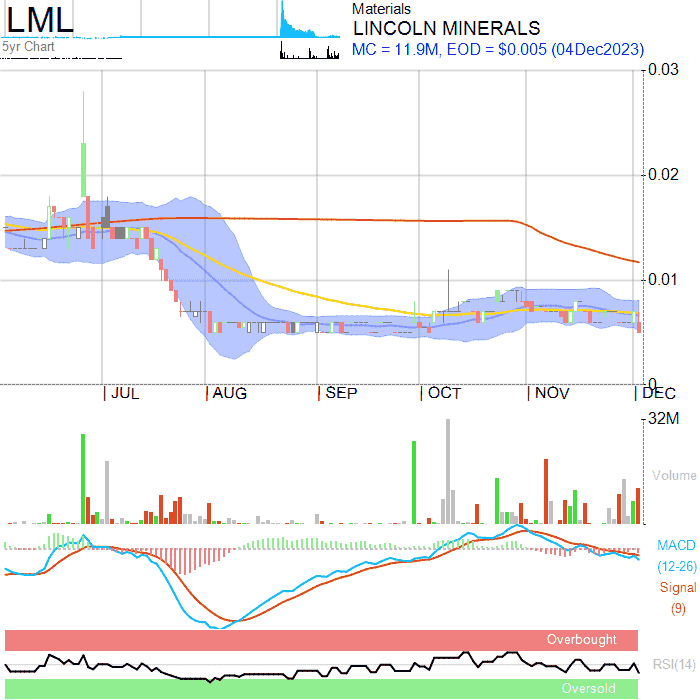 LML
5yr Chart
Materials
LINCOLN MINERALS
MC = 11.9M, EOD = $0.005 (04Dec2023)
0.03
0.02
0.01
0
JUL AUG SEP OCT NOV DEC
32M
Volume
MACD
(12-26)
Signal
(9)
Overbought
RSI(14)
Oversold